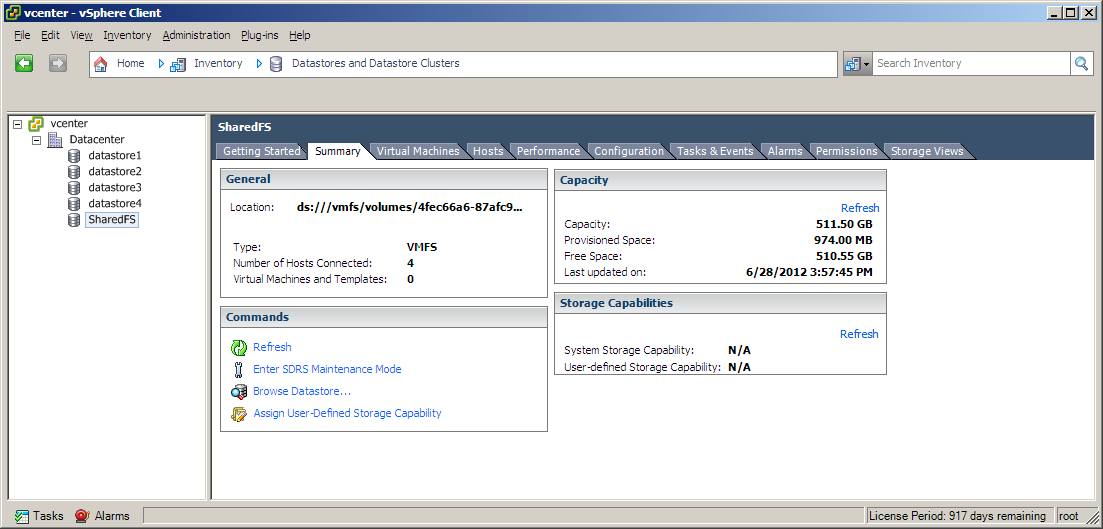 vcenter - vSphere Client
File Edit View Inventory Administration Plug-ins Help
Home Inventory Datastores and Datastore Clusters Search Inventory
vcenter
Datacenter
datastore1
datastore2
datastore3
datastore4
SharedFS
SharedFS
Getting Started Summary Virtual Machines Hosts Performance Configuration Tasks & Events Alarms Permissions Storage Views
General
Location: ds:///vmfs/volumes/4fec66a6-87afc9...
Type: VMFS
Number of Hosts Connected: 4
Virtual Machines and Templates: 0
Commands
Refresh
Enter SDRS Maintenance Mode
Browse Datastore...
Assign User-Defined Storage Capability
Capacity
Refresh
Capacity: 511.50 GB
Provisioned Space: 974.00 MB
Free Space: 510.55 GB
Last updated on: 6/28/2012 3:57:45 PM
Storage Capabilities
Refresh
System Storage Capability: N/A
User-defined Storage Capability: N/A
Tasks Alarms License Period: 917 days remaining root